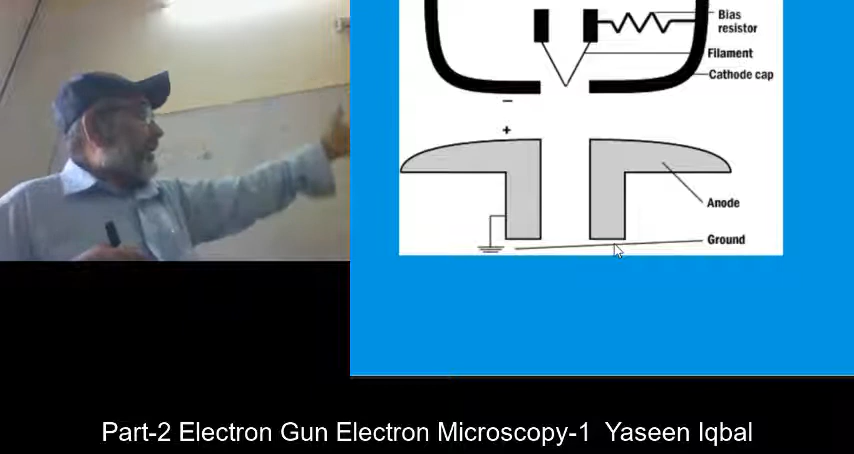 Bias
resistor
Filament
Cathode cap
−
+
Anode
Ground
Part-2 Electron Gun Electron Microscopy-1 Yaseen Iqbal